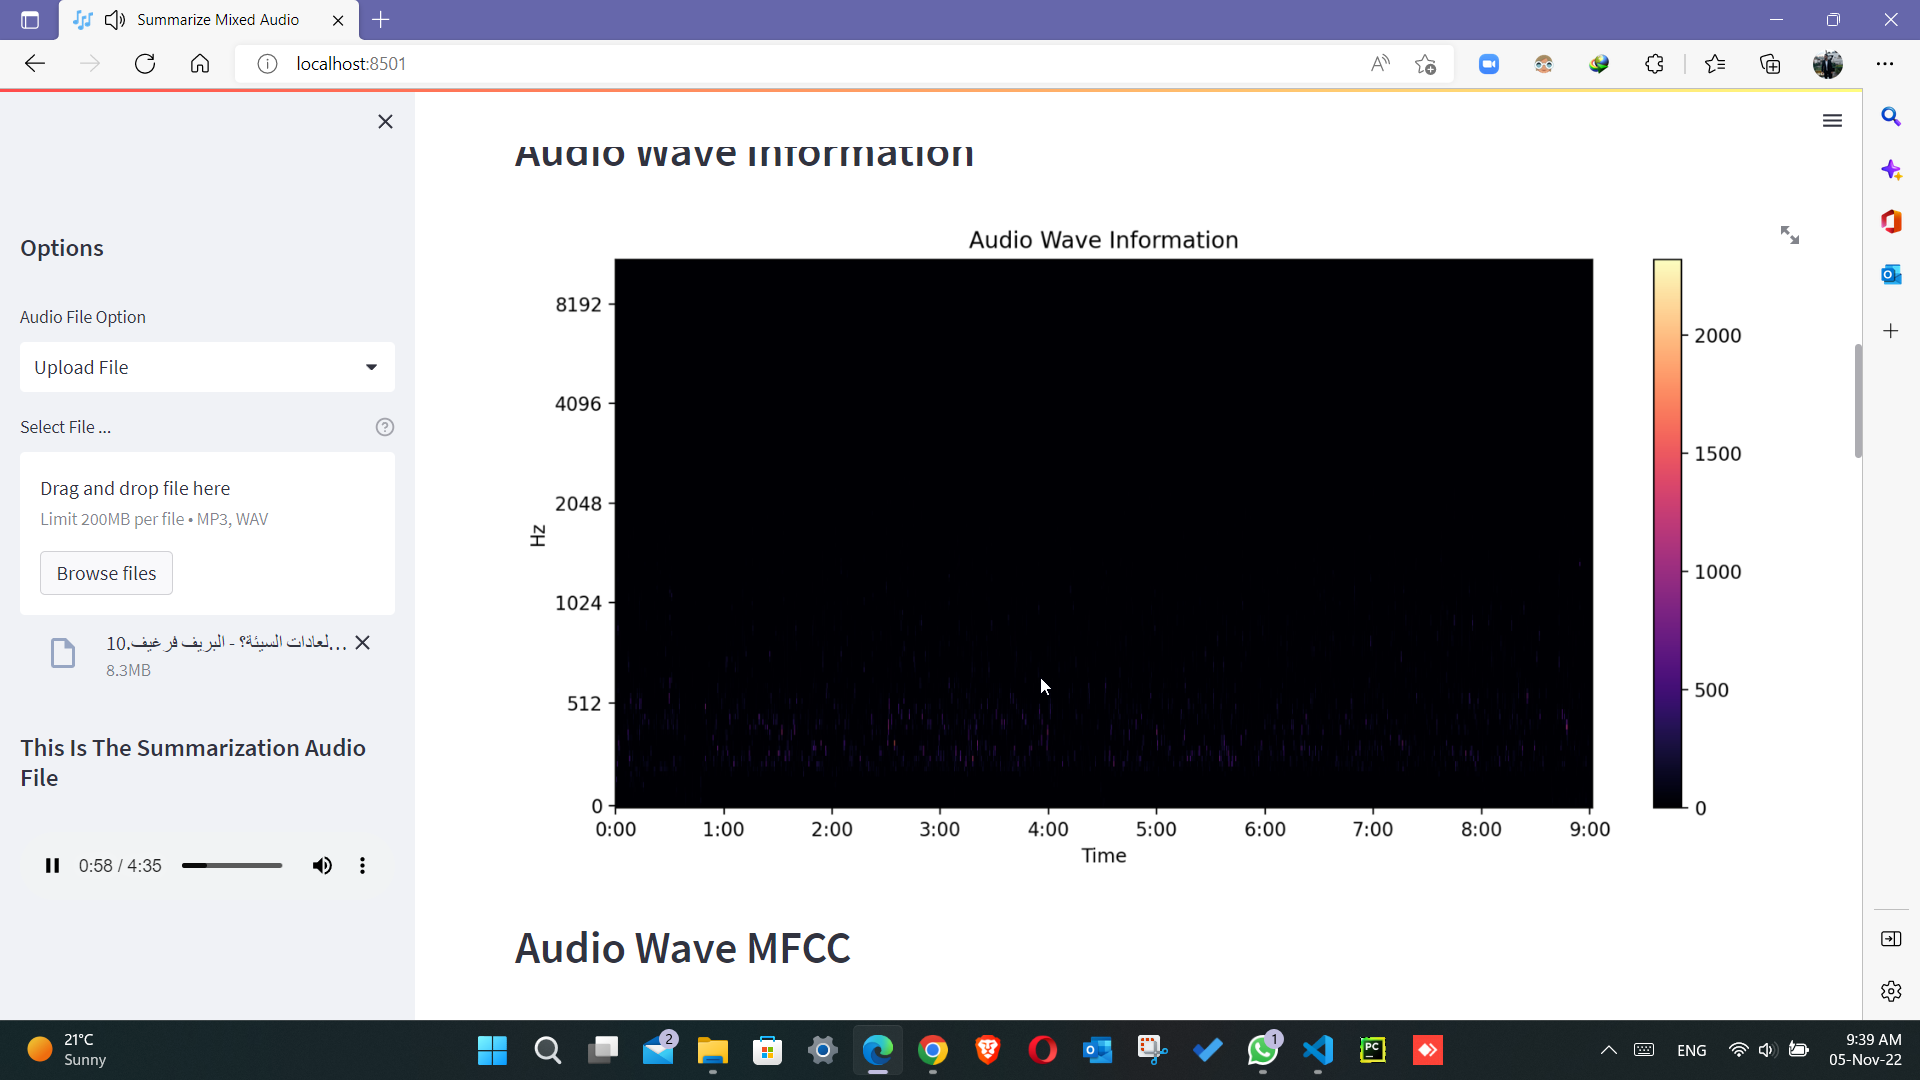 Summarize Mixed Audio
localhost:8501
Options
Audio File Option
Upload File
Select File ...
Drag and drop file here
Limit 200MB per file • MP3, WAV
Browse files
10.لعادات السيئة؟ - البريف فرغيف...
8.3MB
This Is The Summarization Audio
File
0:58 / 4:35
Audio Wave Information
Audio Wave Information
8192
4096
2048
1024
512
0
Hz
0:00 1:00 2:00 3:00 4:00 5:00 6:00 7:00 8:00 9:00
Time
2000
1500
1000
500
0
Audio Wave MFCC
21°C
Sunny
2
1
PC
ENG
9:39 AM
05-Nov-22